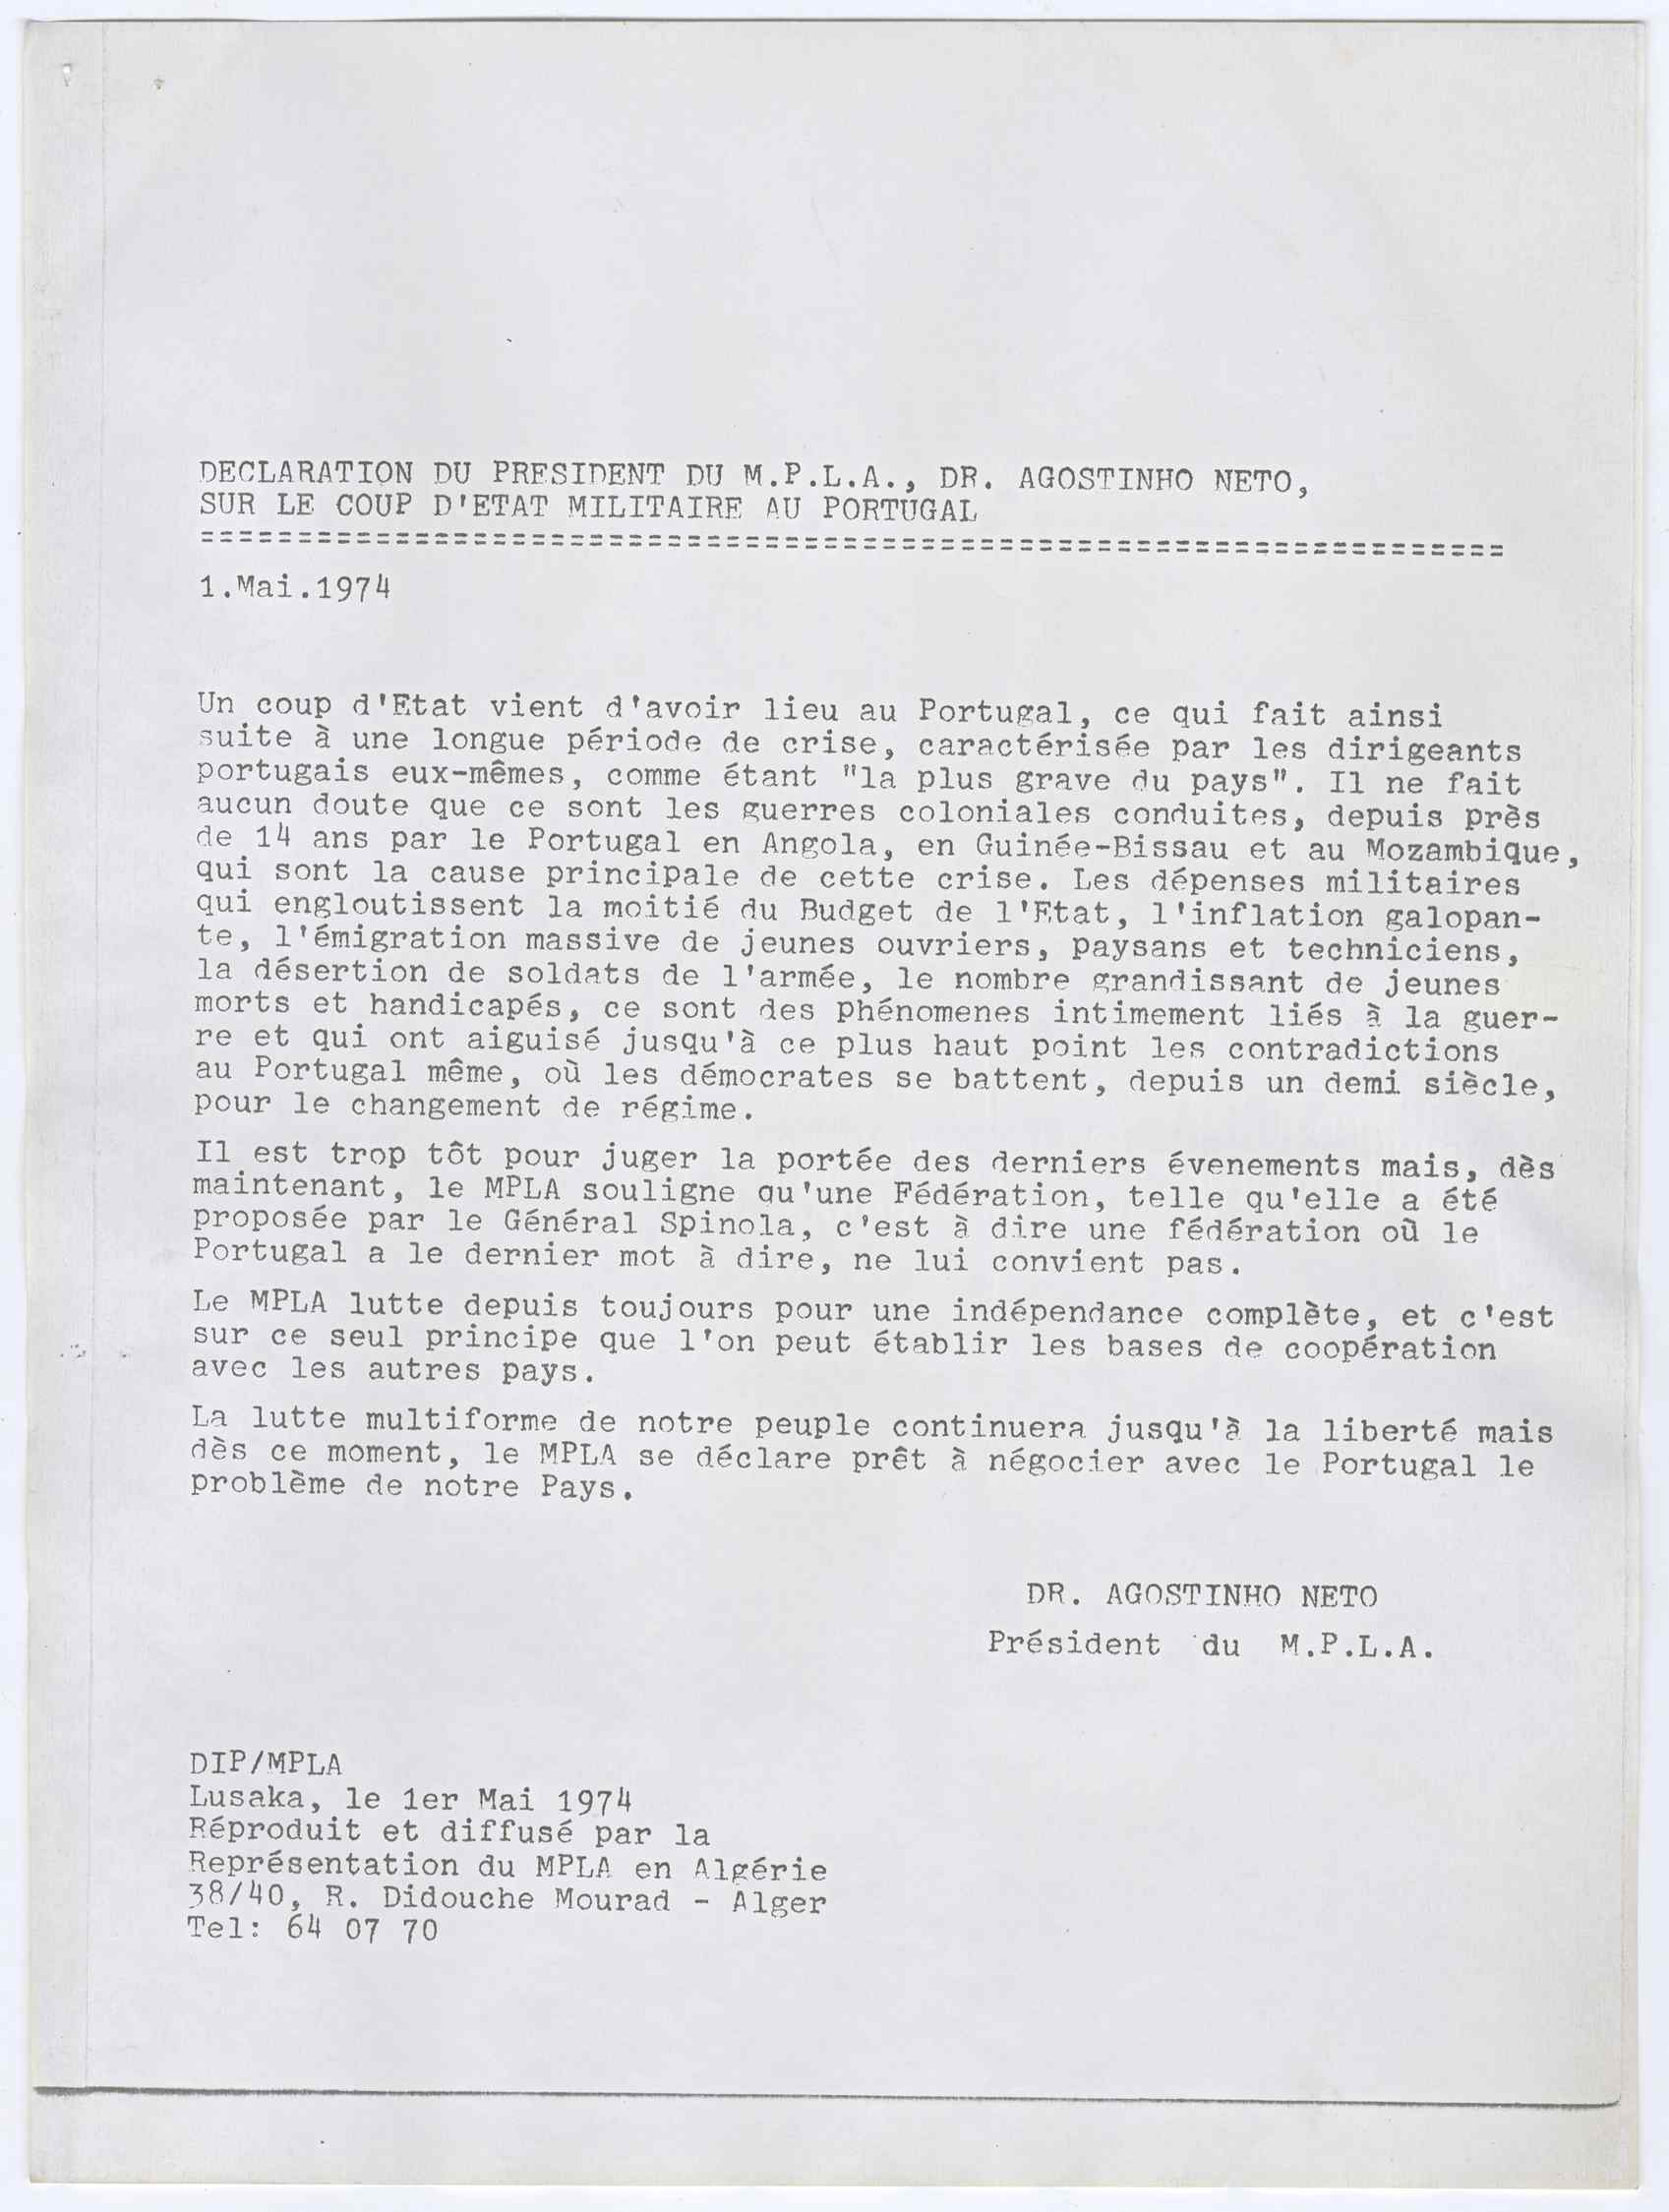 DECLARATION DU PRESIDENT DU M.P.L.A., DR. AGOSTINHO NETO,
SUR LE COUP D'ETAT MILITAIRE AU PORTUGAL
===================================================================
1.Mai.1974
Un coup d'Etat vient d'avoir lieu au Portugal, ce qui fait ainsi
suite à une longue période de crise, caractérisée par les dirigeants
portugais eux-mêmes, comme étant "la plus grave du pays". Il ne fait
aucun doute que ce sont les guerres coloniales conduites, depuis près
de 14 ans par le Portugal en Angola, en Guinée-Bissau et au Mozambique,
qui sont la cause principale de cette crise. Les dépenses militaires
qui engloutissent la moitié du Budget de l'Etat, l'inflation galopan-
te, l'émigration massive de jeunes ouvriers, paysans et techniciens,
la désertion de soldats de l'armée, le nombre grandissant de jeunes
morts et handicapés, ce sont des phénomenes intimement liés à la guer-
re et qui ont aiguisé jusqu'à ce plus haut point les contradictions
au Portugal même, où les démocrates se battent, depuis un demi siècle,
pour le changement de régime.
Il est trop tôt pour juger la portée des derniers évenements mais, dès
maintenant, le MPLA souligne qu'une Fédération, telle qu'elle a été
proposée par le Général Spinola, c'est à dire une fédération où le
Portugal a le dernier mot à dire, ne lui convient pas.
Le MPLA lutte depuis toujours pour une indépendance complète, et c'est
sur ce seul principe que l'on peut établir les bases de coopération
avec les autres pays.
La lutte multiforme de notre peuple continuera jusqu'à la liberté mais
dès ce moment, le MPLA se déclare prêt à négocier avec le Portugal le
problème de notre Pays.
DR. AGOSTINHO NETO
Président du M.P.L.A.
DIP/MPLA
Lusaka, le 1er Mai 1974
Réproduit et diffusé par la
Représentation du MPLA en Algérie
38/40, R. Didouche Mourad - Alger
Tel: 64 07 70